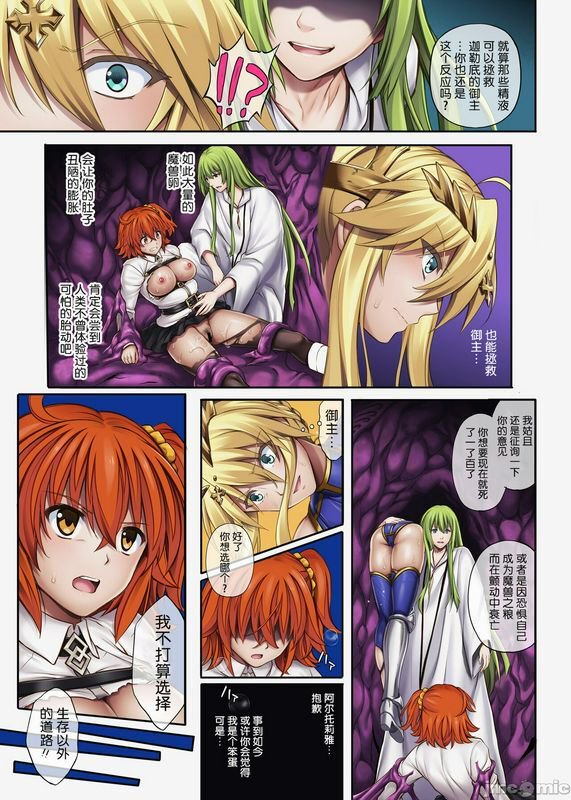 就算那些精液
可以拯救
迦勒底的御主
…你也还是
这个反应吗?
!!!?
也能拯救
御主…
如此大量的
魔兽卵
会让你的肚子
丑陋的膨胀
肯定会尝到
人类不曾体验过的
可怕的胎动吧
我姑且
还是征询一下
你的意见
你想要现在就死
了一了百了
或者是因恐惧自己
成为魔兽之粮
而在颤动中衰亡
御主…
好了
你想选哪个?
阿尔托莉雅
抱歉
事到如今
或许你会觉得
我是个笨蛋
可是…
我不打算选择
生存以外
的道路!!